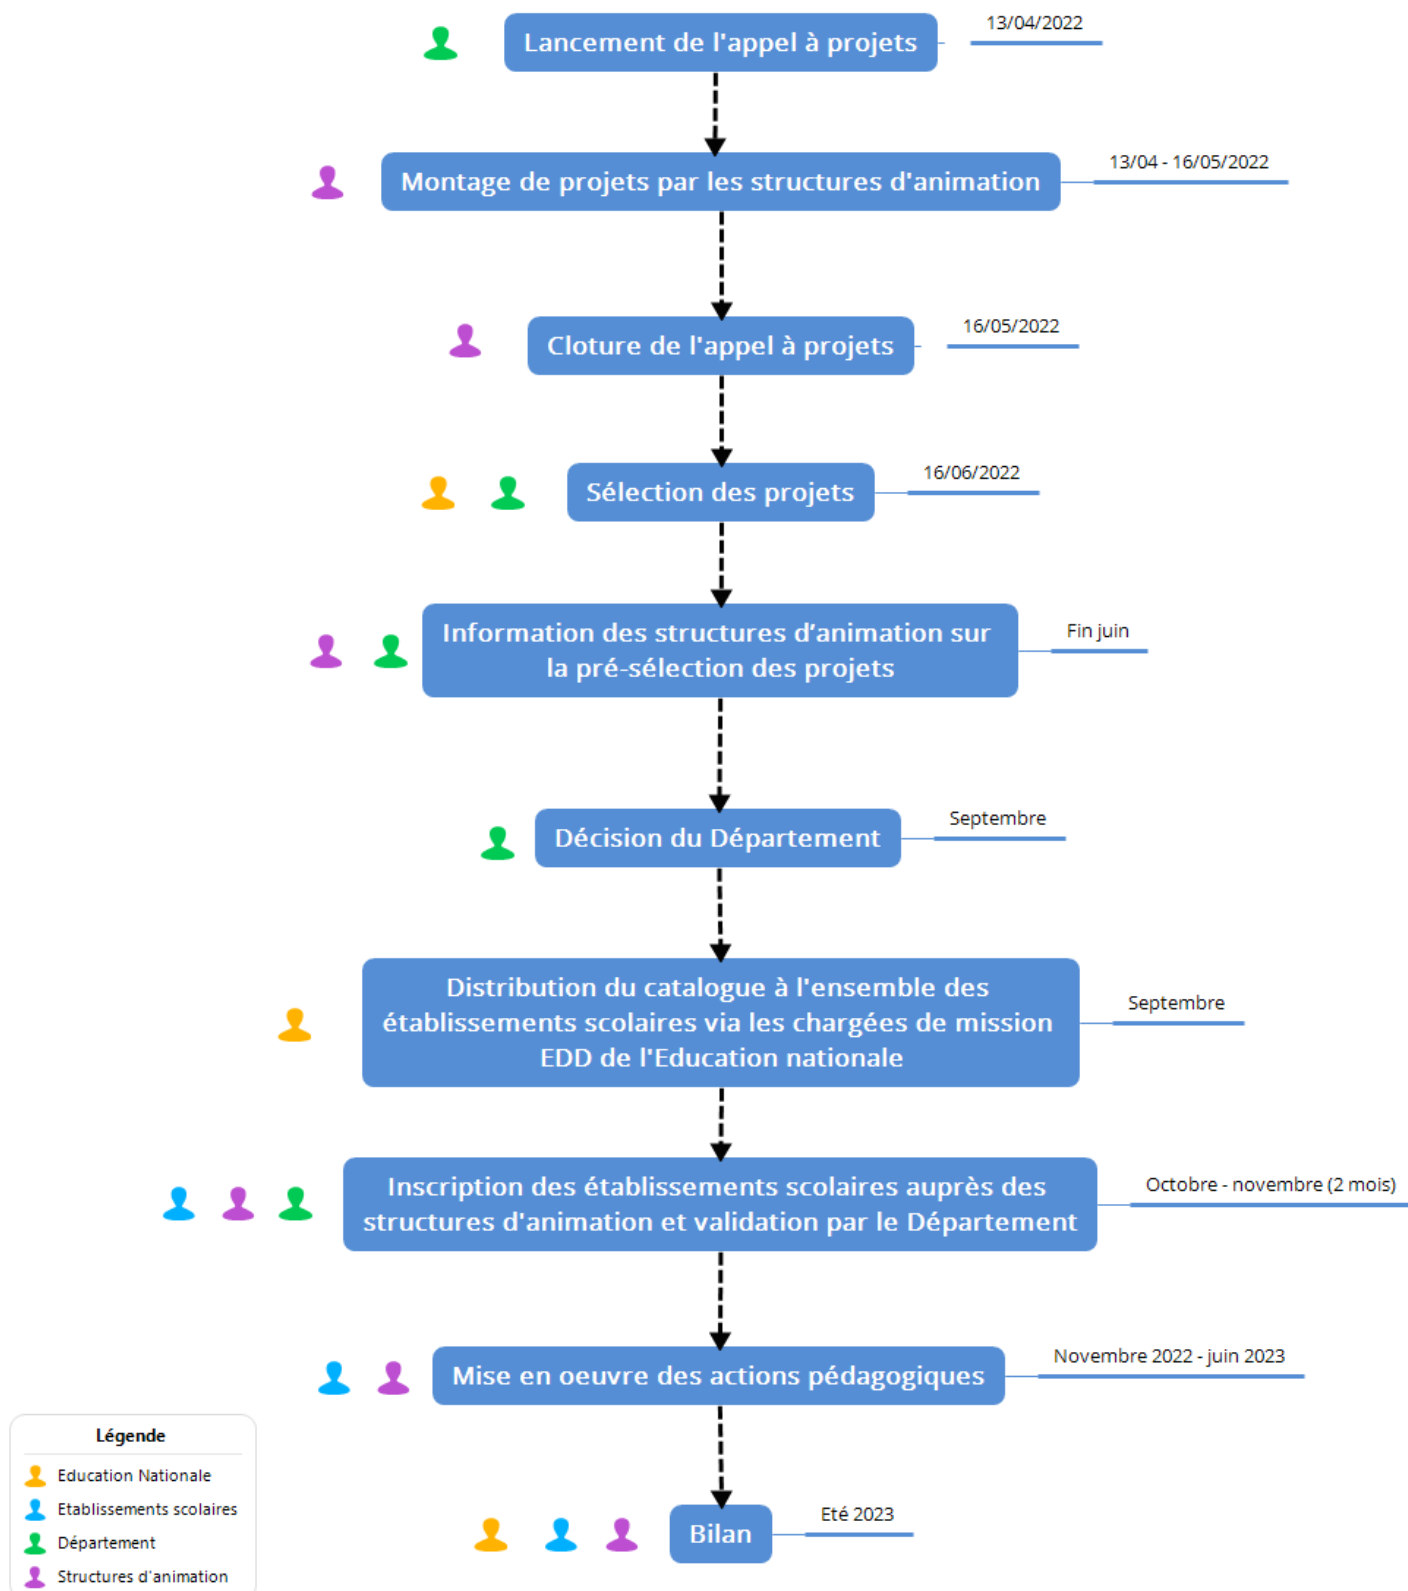 Lancement de l'appel à projets
13/04/2022
Montage de projets par les structures d'animation
13/04 - 16/05/2022
Cloture de l'appel à projets
16/05/2022
Sélection des projets
16/06/2022
Information des structures d’animation sur
la pré-sélection des projets
Fin juin
Décision du Département
Septembre
Distribution du catalogue à l'ensemble des
établissements scolaires via les chargées de mission
EDD de l'Education nationale
Septembre
Inscription des établissements scolaires auprès des
structures d'animation et validation par le Département
Octobre - novembre (2 mois)
Mise en oeuvre des actions pédagogiques
Novembre 2022 - juin 2023
Bilan
Eté 2023
Légende
Education Nationale
Etablissements scolaires
Département
Structures d'animation